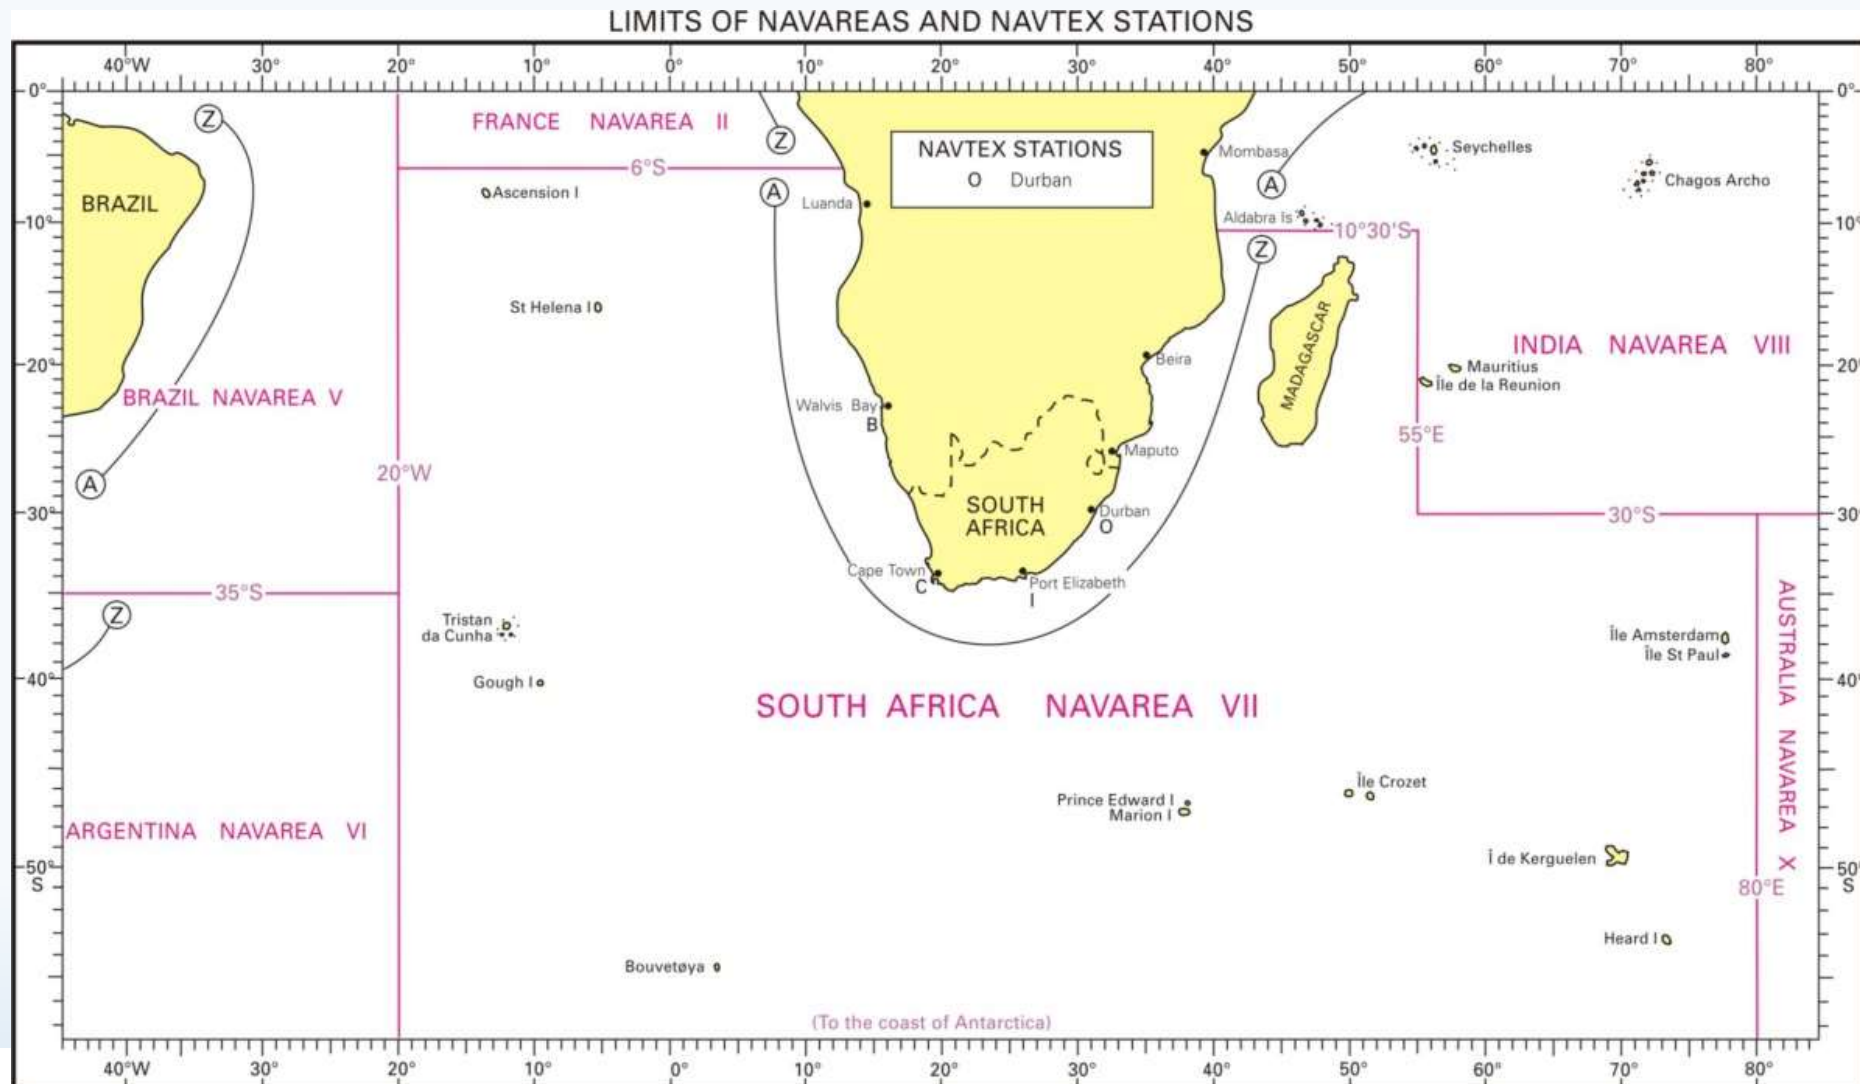 LIMITS OF NAVAREAS AND NAVTEX STATIONS
40°W 30° 20° 10° 0° 10° 20° 30° 40° 50° 60° 70° 80°
0° 0°
Z
FRANCE NAVAREA II
Z
NAVTEX STATIONS
O Durban
Mombasa
Seychelles
6°S
A
A
Chagos Archo
BRAZIL
Ascension I
Luanda
Aldabra Is
10° 10°
10°30'S
Z
St Helena I
MADAGASCAR
INDIA NAVAREA VIII
Beira
20° 20°
Mauritius
Île de la Reunion
BRAZIL NAVAREA V
Walvis Bay
B
55°E
Maputo
20°W
A
SOUTH
AFRICA
Durban
O
30° 30°
30°S
Cape Town
C
Port Elizabeth
I
35°S
Z
Tristan
da Cunha
Île Amsterdam
Île St Paul
AUSTRALIA NAVAREA X
Gough I
40° 40°
SOUTH AFRICA NAVAREA VII
Île Crozet
Prince Edward I
Marion I
ARGENTINA NAVAREA VI
Î de Kerguelen
50° 50°
S S
80°E
Heard I
Bouvetøya
(To the coast of Antarctica)
40°W 30° 20° 10° 0° 10° 20° 30° 40° 50° 60° 70° 80°